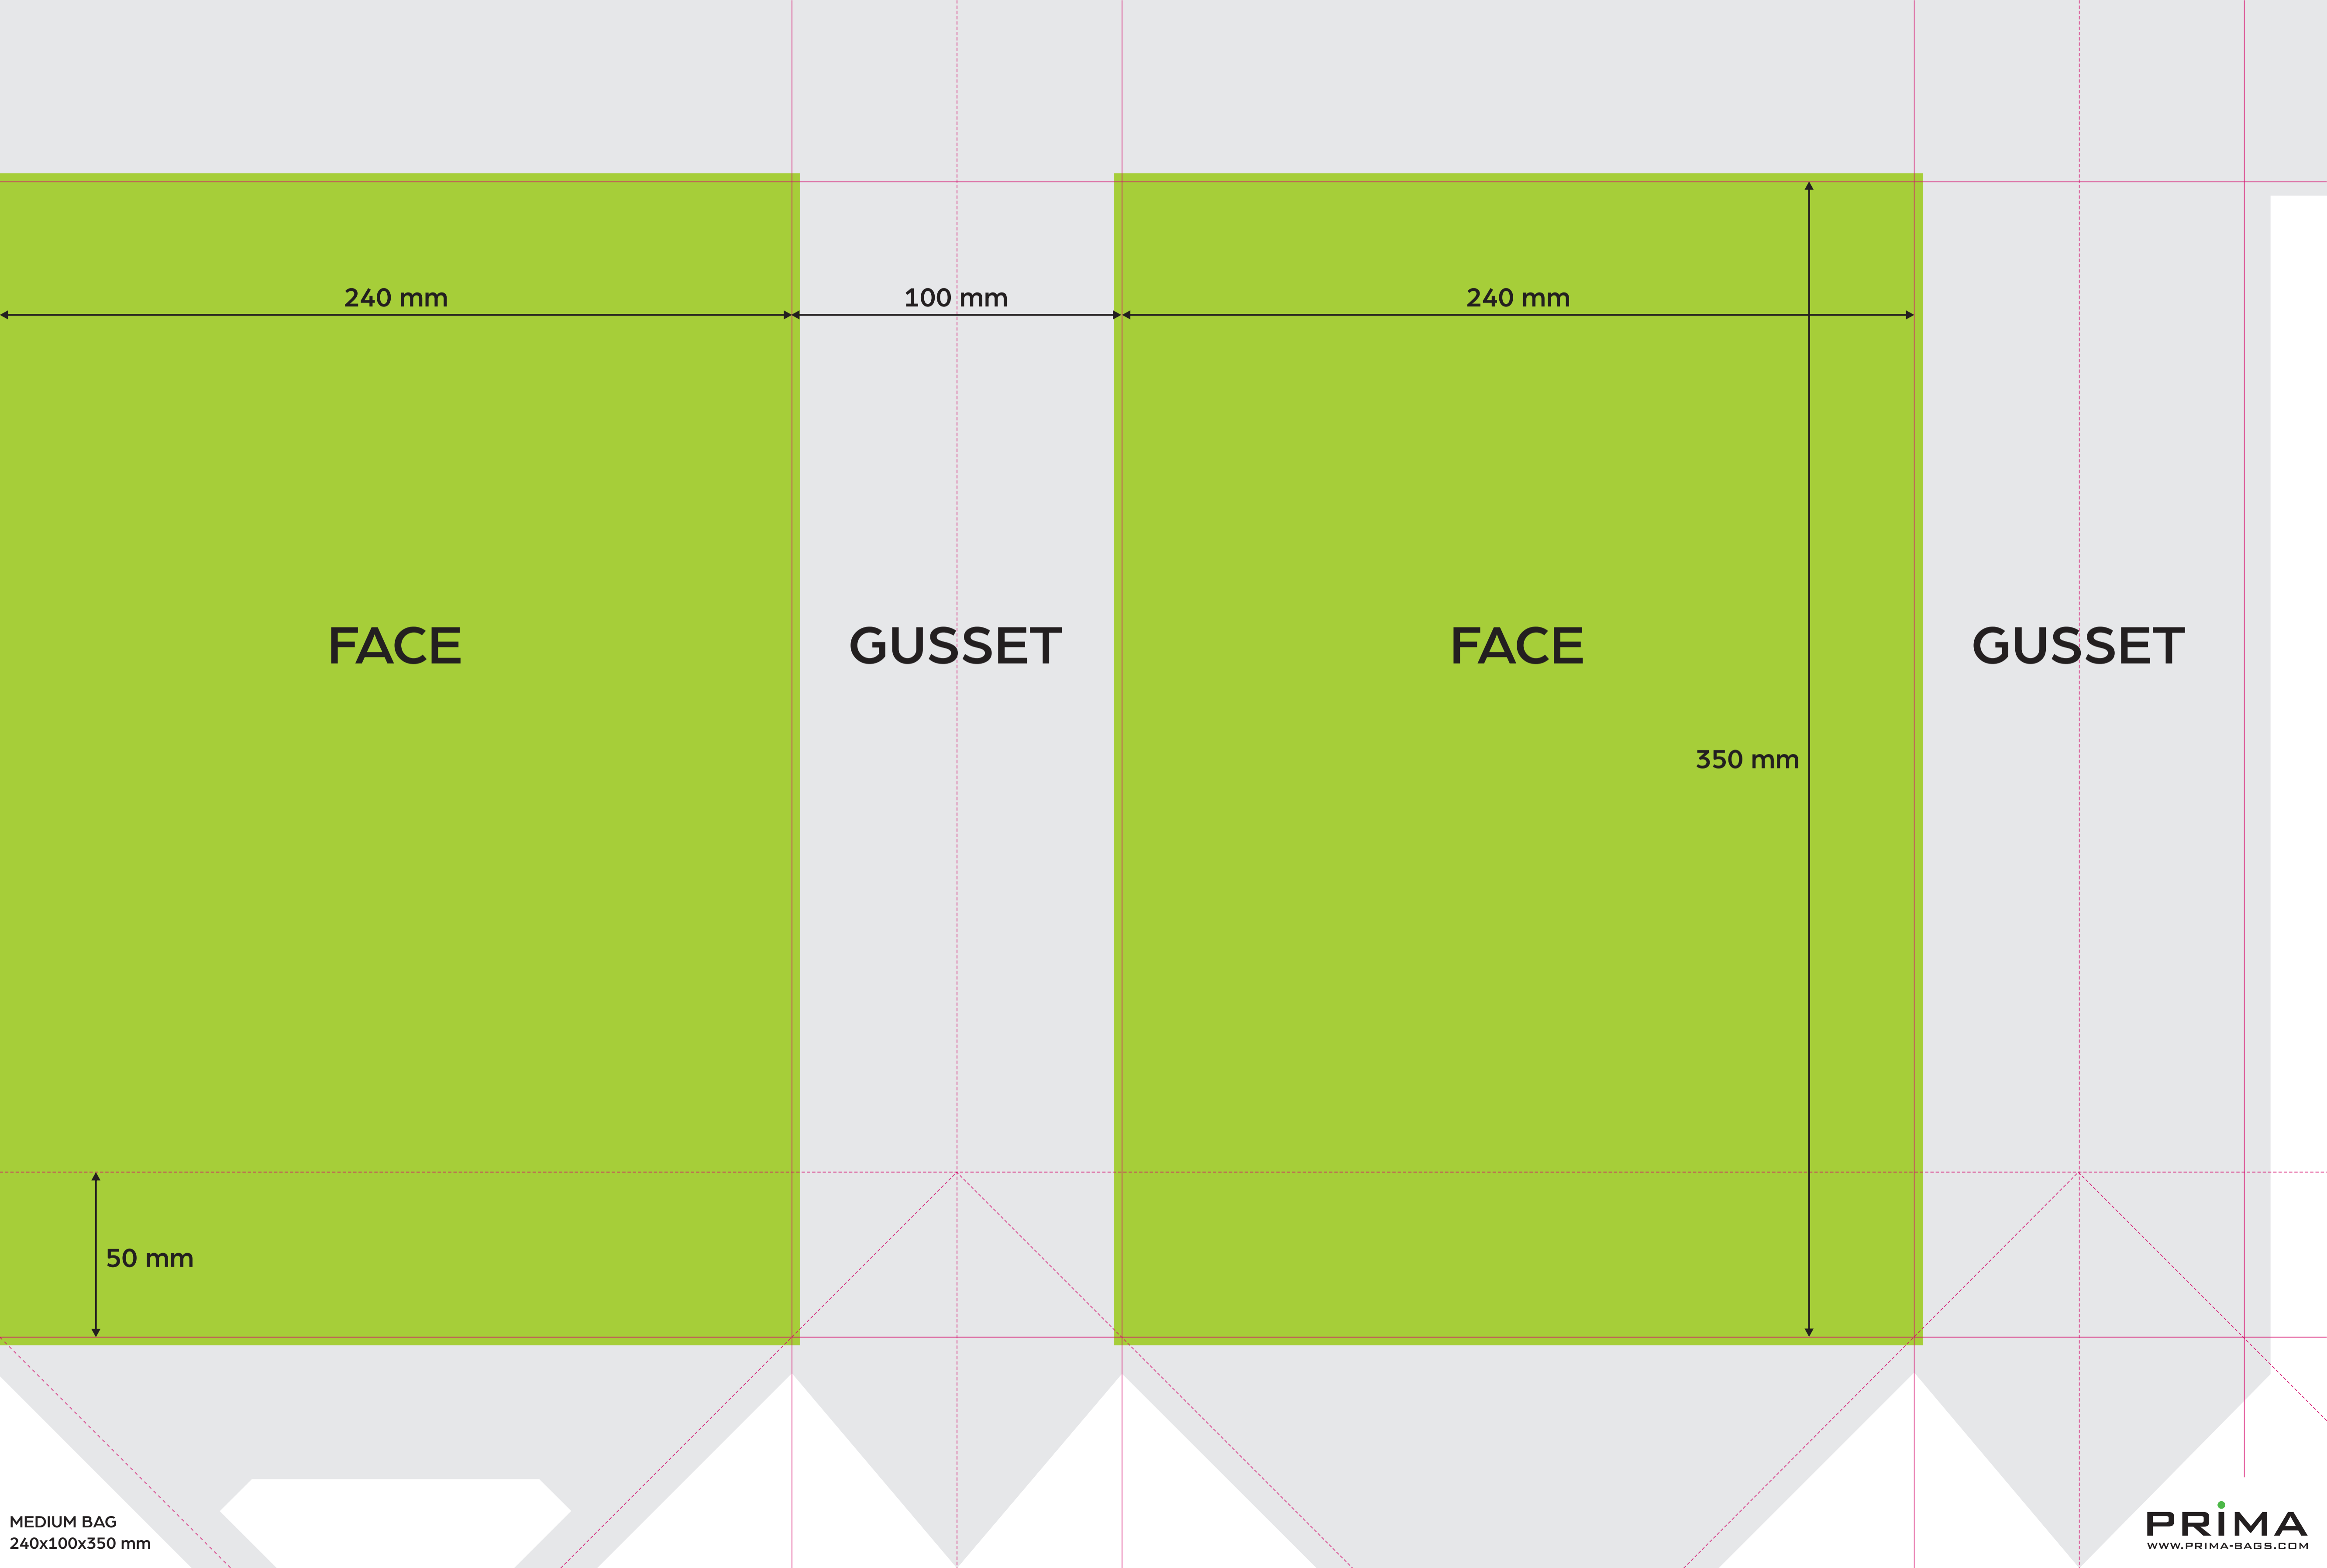 240 mm
100 mm
240 mm
FACE
GUSSET
FACE
GUSSET
350 mm
50 mm
MEDIUM BAG
240x100x350 mm
PRIMA
WWW.PRIMA-BAGS.COM